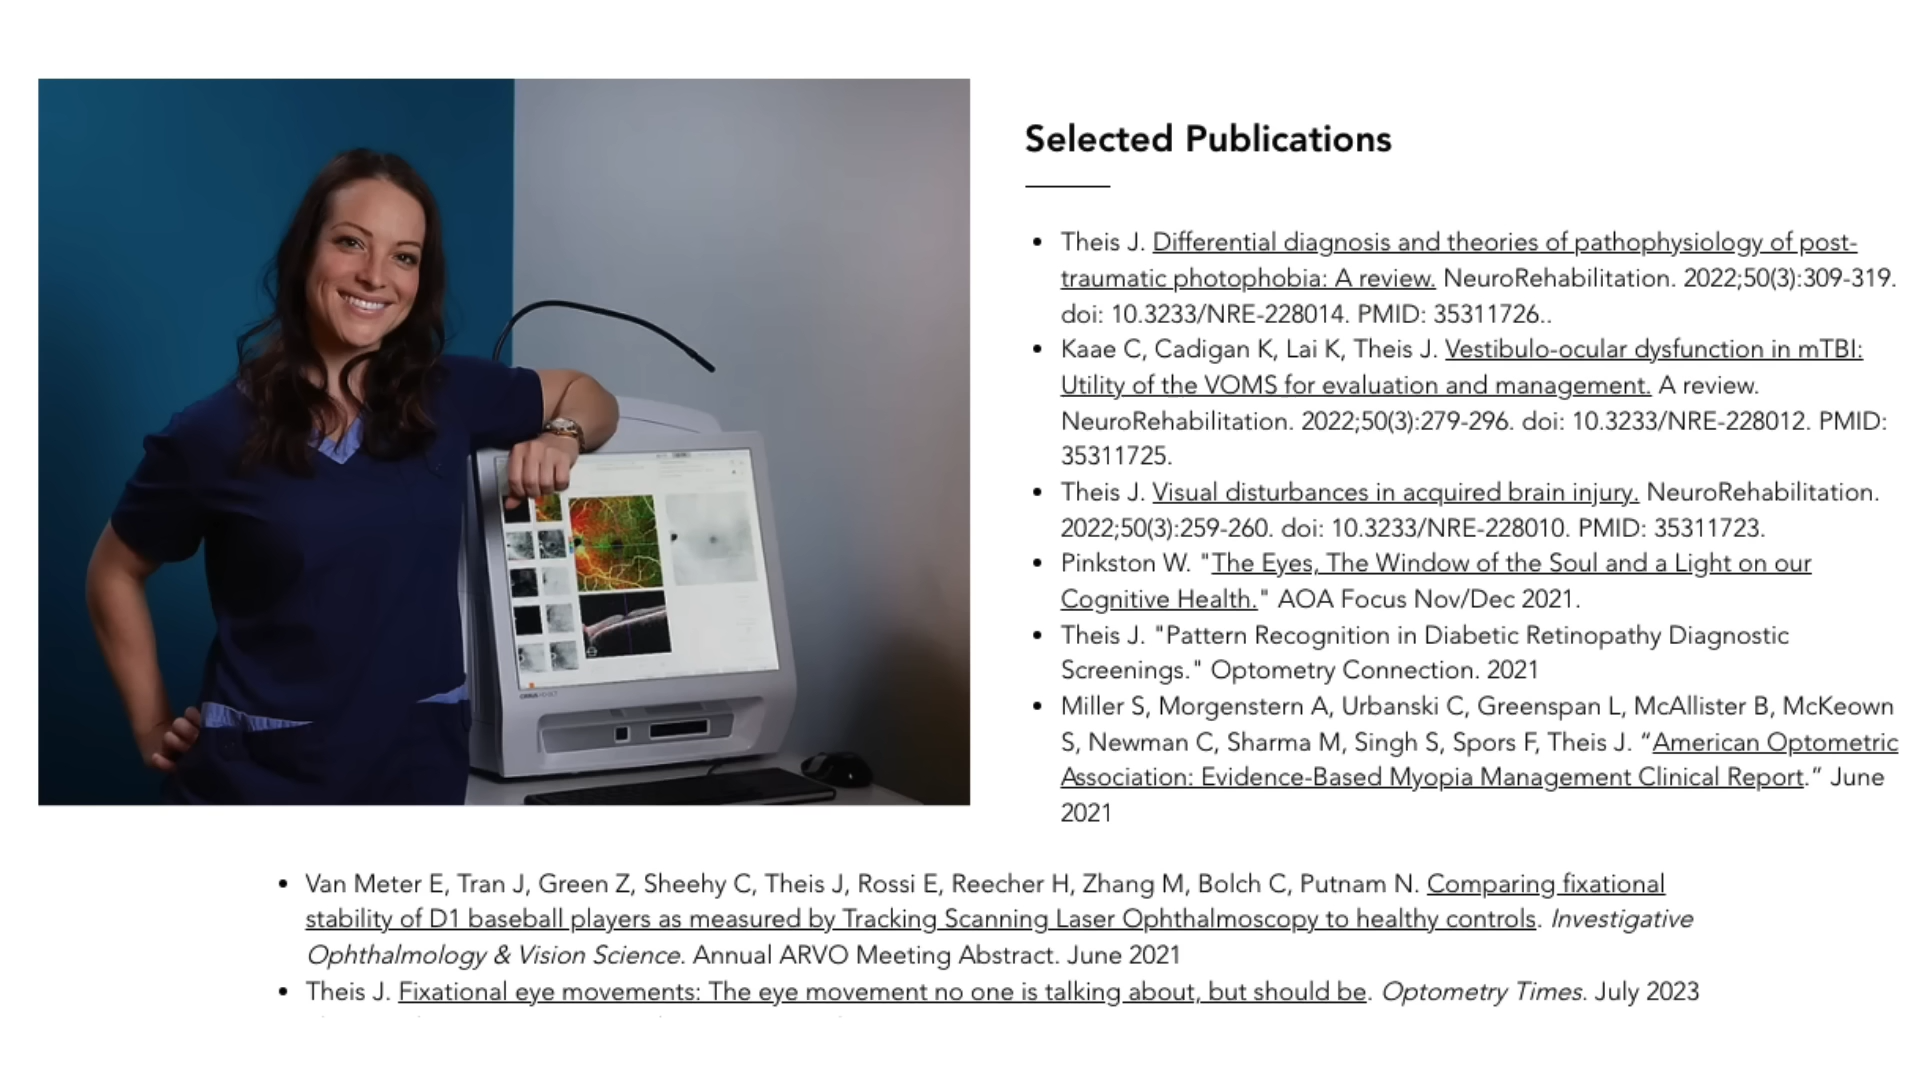 Selected Publications
Theis J. Differential diagnosis and theories of pathophysiology of post-
traumatic photophobia: A review. NeuroRehabilitation. 2022;50(3):309-319.
doi: 10.3233/NRE-228014. PMID: 35311726..
Kaae C, Cadigan K, Lai K, Theis J. Vestibulo-ocular dysfunction in mTBI:
Utility of the VOMS for evaluation and management. A review.
NeuroRehabilitation. 2022;50(3):279-296. doi: 10.3233/NRE-228012. PMID:
35311725.
Theis J. Visual disturbances in acquired brain injury. NeuroRehabilitation.
2022;50(3):259-260. doi: 10.3233/NRE-228010. PMID: 35311723.
Pinkston W. "The Eyes, The Window of the Soul and a Light on our
Cognitive Health." AOA Focus Nov/Dec 2021.
Theis J. "Pattern Recognition in Diabetic Retinopathy Diagnostic
Screenings." Optometry Connection. 2021
Miller S, Morgenstern A, Urbanski C, Greenspan L, McAllister B, McKeown
S, Newman C, Sharma M, Singh S, Spors F, Theis J. “American Optometric
Association: Evidence-Based Myopia Management Clinical Report.” June
2021
Van Meter E, Tran J, Green Z, Sheehy C, Theis J, Rossi E, Reecher H, Zhang M, Bolch C, Putnam N. Comparing fixational
stability of D1 baseball players as measured by Tracking Scanning Laser Ophthalmoscopy to healthy controls. Investigative
Ophthalmology & Vision Science. Annual ARVO Meeting Abstract. June 2021
Theis J. Fixational eye movements: The eye movement no one is talking about, but should be. Optometry Times. July 2023